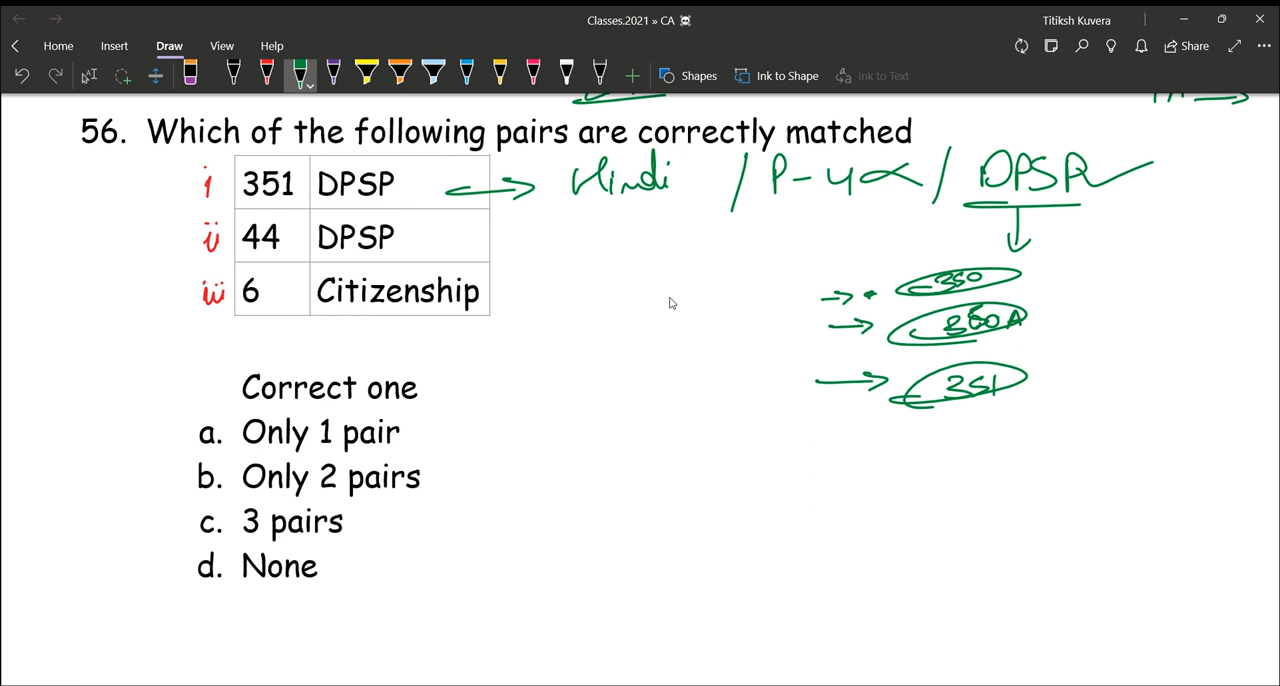 Classes.2021 » CA
Titiksh Kuvera
Home Insert Draw View Help
Share
Shapes Ink to Shape Ink to Text
56. Which of the following pairs are correctly matched
i 351 DPSP Hindi / P- / DPSP
ii 44 DPSP
iii 6 Citizenship
350
350A
351
Correct one
a. Only 1 pair
b. Only 2 pairs
c. 3 pairs
d. None